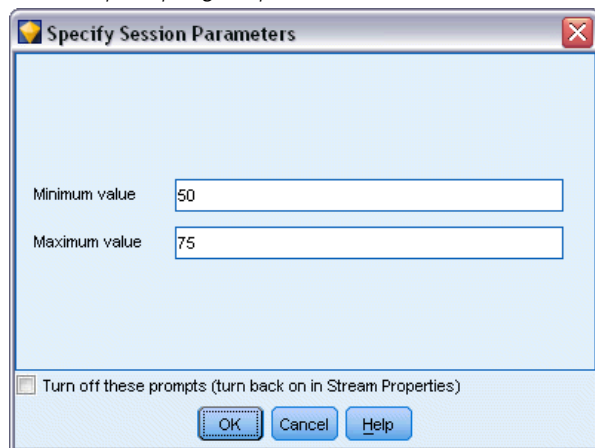 Specify Session Parameters
Minimum value 50
Maximum value 75
Turn off these prompts (turn back on in Stream Properties)
OK Cancel Help